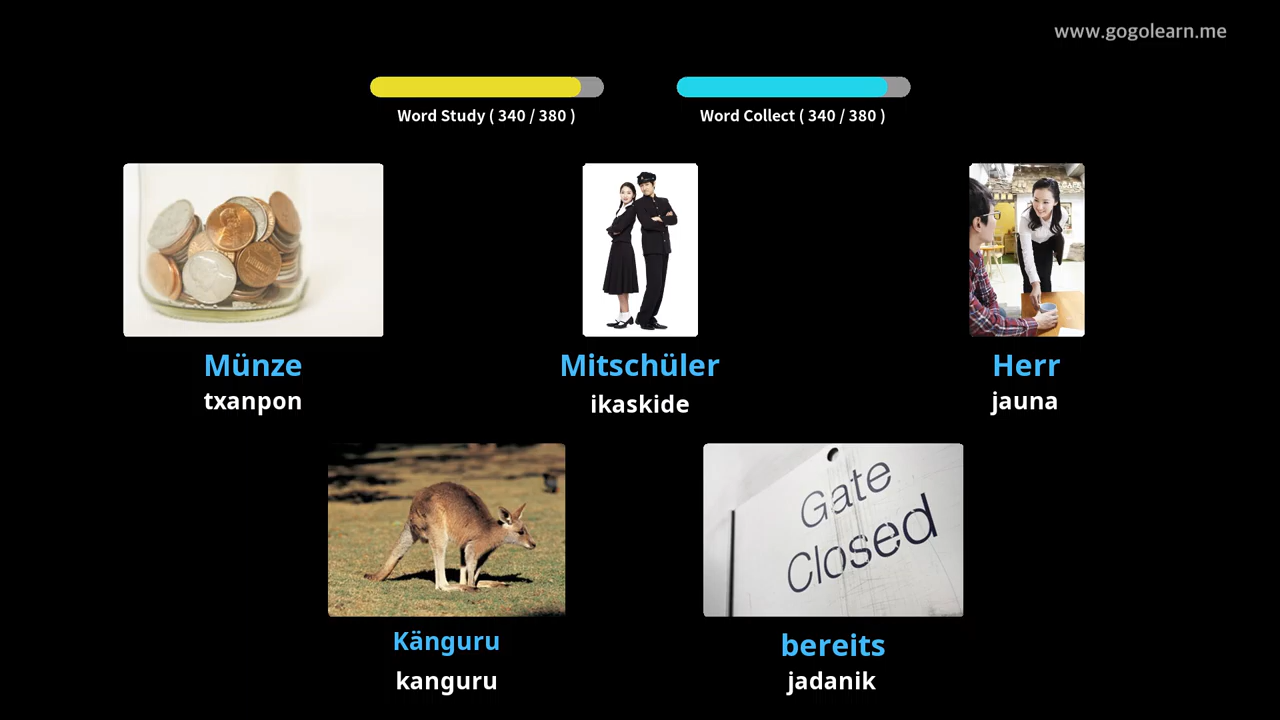 www.gogolearn.me
Word Study ( 340 / 380 )
Word Collect ( 340 / 380 )
Münze
txanpon
Mitschüler
ikaskide
Herr
jauna
Gate
Closed
Känguru
kanguru
bereits
jadanik